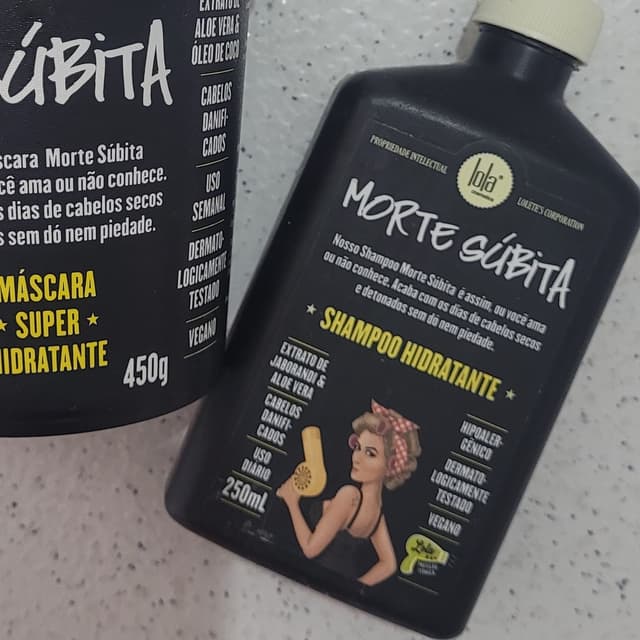 EXTRATO DE
ALOE VERA &
ÓLEO DE COCO
SÚBITA
CABELOS
DANIFI-
CADOS
Morte Súbita
cê ama ou não conhece.
dias de cabelos secos
sem dó nem piedade.
USO
SEMANAL
DERMATO-
LOGICAMENTE
TESTADO
VEGANO
MÁSCARA
★ SUPER ★
HIDRATANTE
450g
PROPRIEDADE INTELECTUAL
lola
LOLETE'S CORPORATION
MORTE SÚBITA
Nosso Shampoo Morte Súbita é assim, ou você ama
ou não conhece. Acaba com os dias de cabelos secos
e detonados sem dó nem piedade.
★ SHAMPOO HIDRATANTE ★
EXTRATO DE
JABORANDI &
ALOE VERA
CABELOS
DANIFI-
CADOS
USO
DIÁRIO
250mL
HIPOALER-
GÊNICO
DERMATO-
LOGICAMENTE
TESTADO
VEGANO